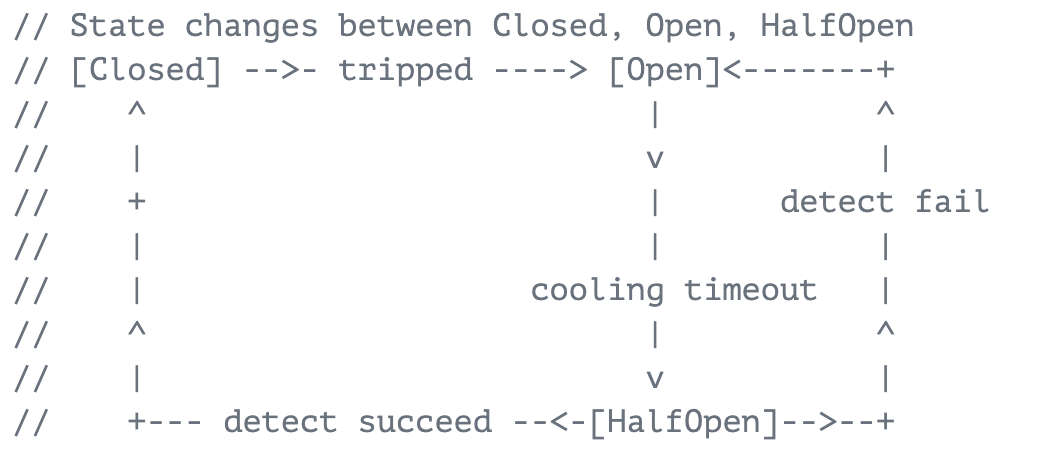 // State changes between Closed, Open, HalfOpen
// [Closed] -->- tripped ----> [Open]<-------+
//    ^                           |           ^
//    |                           v           |
//    +                           |     detect fail
//    |                           |           |
//    |                    cooling timeout    |
//    ^                           |           ^
//    |                           v           |
//    +--- detect succeed --<-[HalfOpen]-->--+